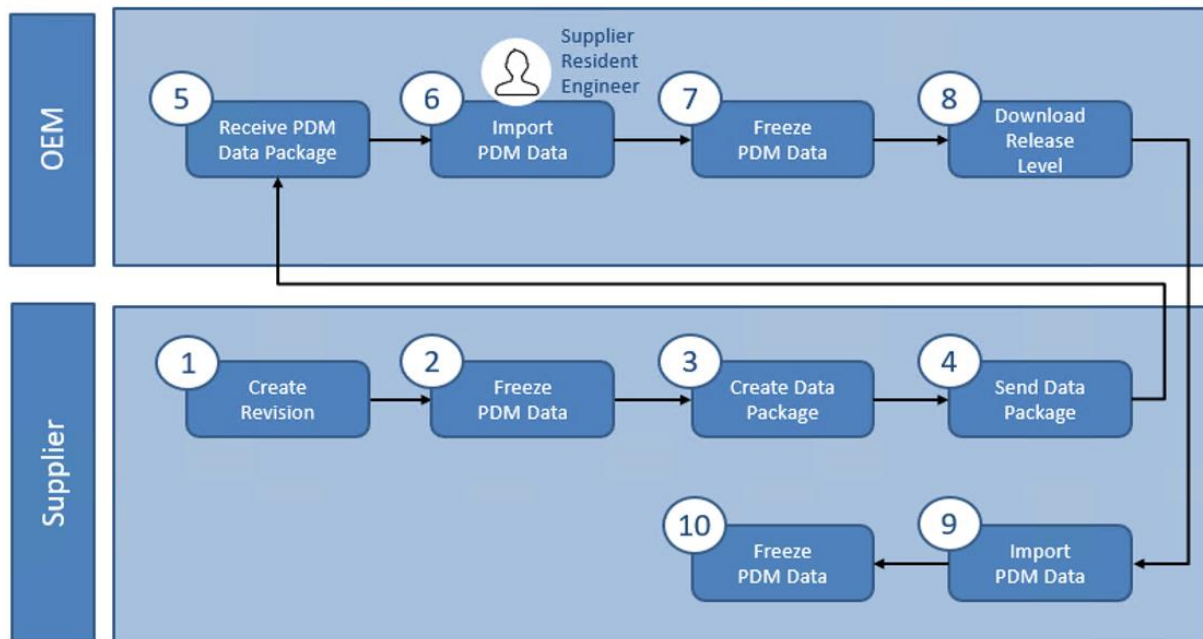 OEM
Supplier
Resident
Engineer
5
Receive PDM
Data Package
6
Import
PDM Data
7
Freeze
PDM Data
8
Download
Release
Level
Supplier
1
Create
Revision
2
Freeze
PDM Data
3
Create Data
Package
4
Send Data
Package
10
Freeze
PDM Data
9
Import
PDM Data